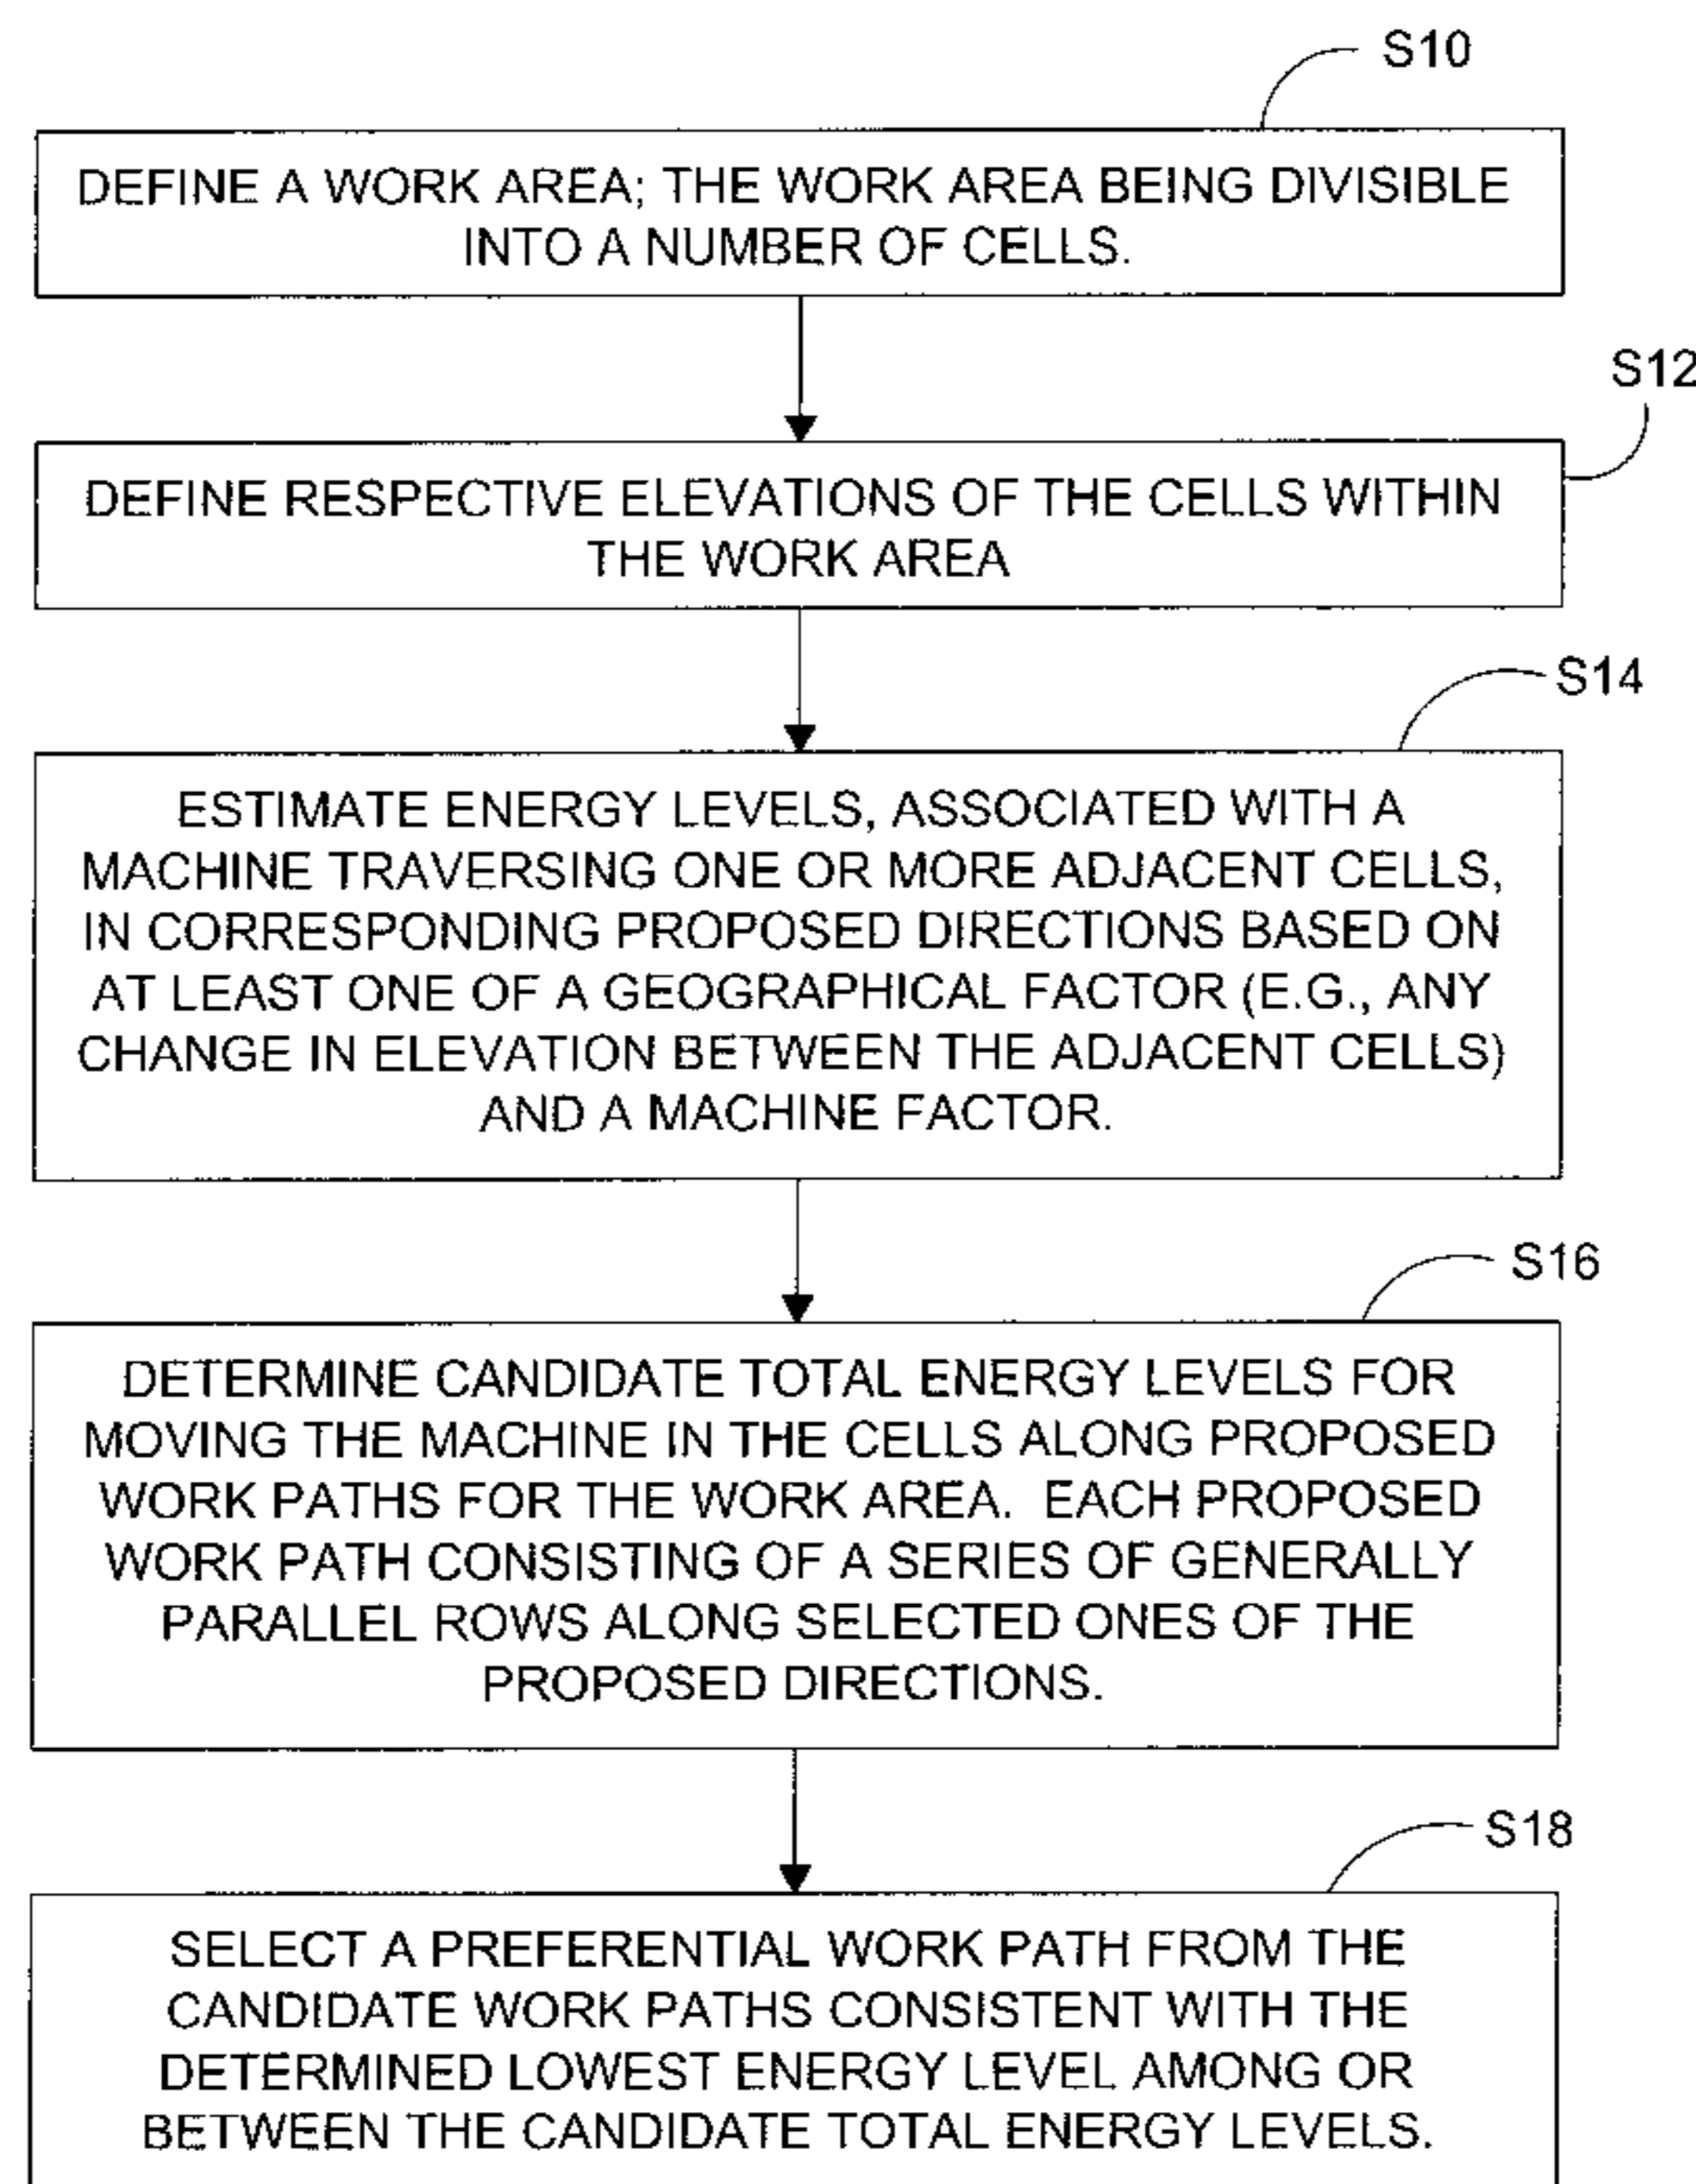 S10
DEFINE A WORK AREA; THE WORK AREA BEING DIVISIBLE
INTO A NUMBER OF CELLS.
S12
DEFINE RESPECTIVE ELEVATIONS OF THE CELLS WITHIN
THE WORK AREA
S14
ESTIMATE ENERGY LEVELS, ASSOCIATED WITH A
MACHINE TRAVERSING ONE OR MORE ADJACENT CELLS,
IN CORRESPONDING PROPOSED DIRECTIONS BASED ON
AT LEAST ONE OF A GEOGRAPHICAL FACTOR (E.G., ANY
CHANGE IN ELEVATION BETWEEN THE ADJACENT CELLS)
AND A MACHINE FACTOR.
S16
DETERMINE CANDIDATE TOTAL ENERGY LEVELS FOR
MOVING THE MACHINE IN THE CELLS ALONG PROPOSED
WORK PATHS FOR THE WORK AREA. EACH PROPOSED
WORK PATH CONSISTING OF A SERIES OF GENERALLY
PARALLEL ROWS ALONG SELECTED ONES OF THE
PROPOSED DIRECTIONS.
S18
SELECT A PREFERENTIAL WORK PATH FROM THE
CANDIDATE WORK PATHS CONSISTENT WITH THE
DETERMINED LOWEST ENERGY LEVEL AMONG OR
BETWEEN THE CANDIDATE TOTAL ENERGY LEVELS.